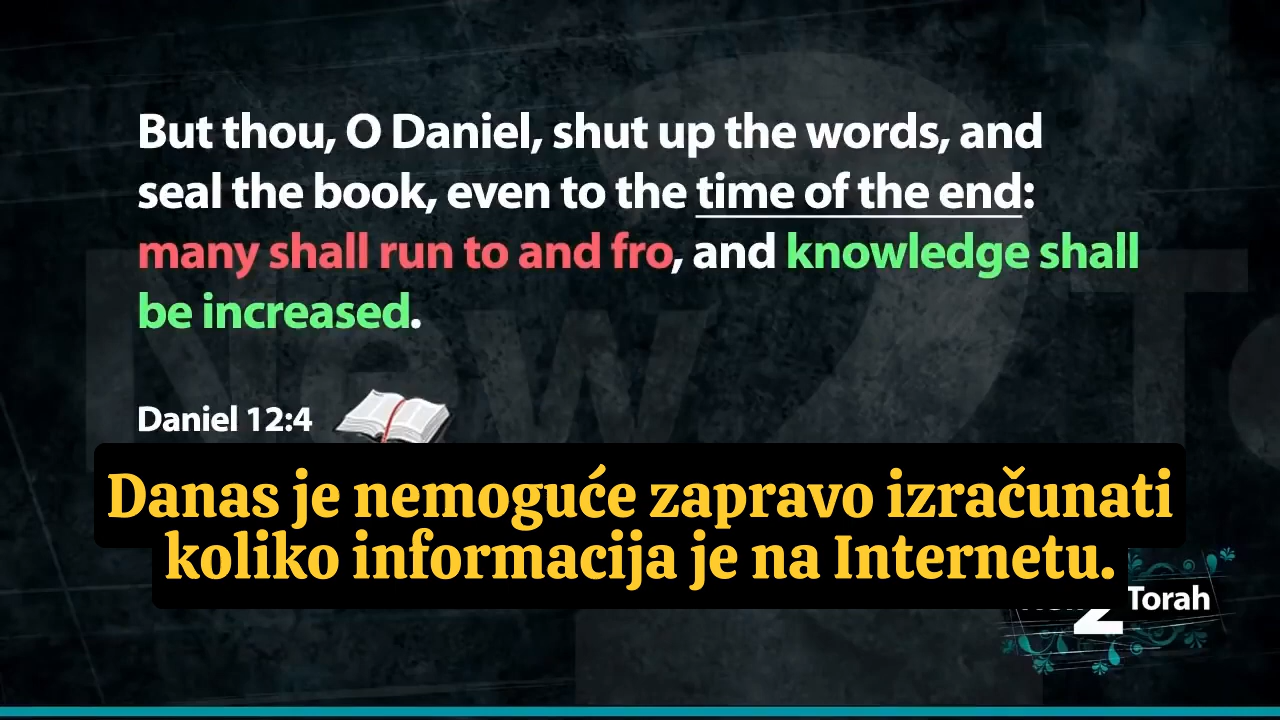 But thou, O Daniel, shut up the words, and
seal the book, even to the time of the end:
many shall run to and fro, and knowledge shall
be increased.
Daniel 12:4
Danas je nemoguće zapravo izračunati
koliko informacija je na Internetu.
2 Torah